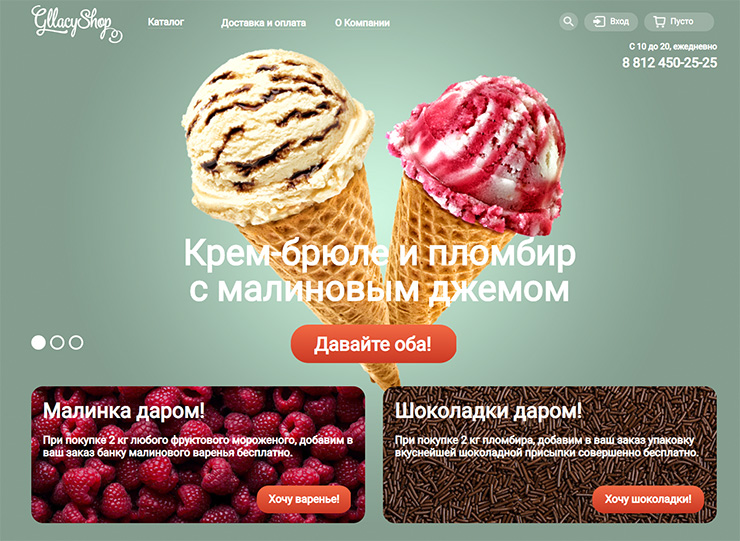 GllacyShop
Каталог
Доставка и оплата
О Компании
Вход
Пусто
С 10 до 20, ежедневно
8 812 450-25-25
Крем-брюле и пломбир
с малиновым джемом
Давайте оба!
Малинка даром!
При покупке 2 кг любого фруктового мороженого, добавим в
ваш заказ банку малинового варенья бесплатно.
Хочу варенье!
Шоколадки даром!
При покупке 2 кг пломбира, добавим в ваш заказ упаковку
вкуснейшей шоколадной присыпки совершенно бесплатно.
Хочу шоколадки!